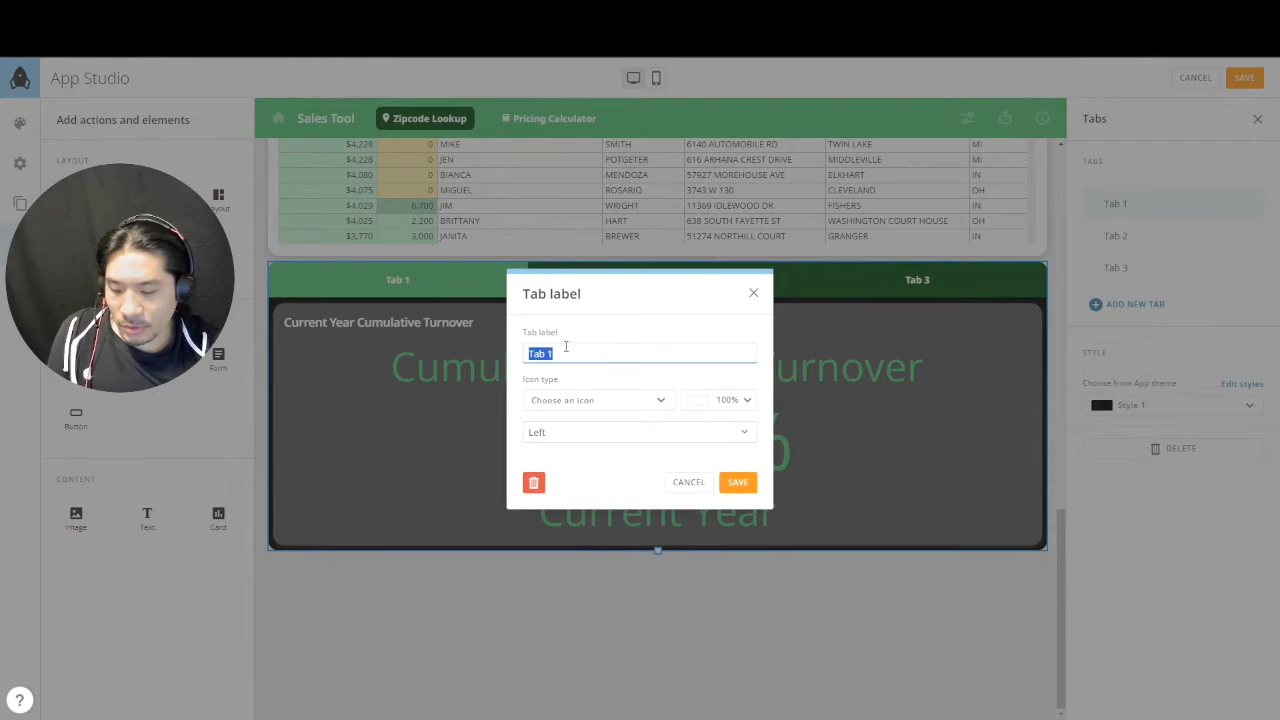 App Studio
CANCEL
SAVE
Add actions and elements
LAYOUT
Layout
Form
Button
CONTENT
Image
Text
Card
Sales Tool
Zipcode Lookup
Pricing Calculator
$4,228 0 MIKE SMITH 6140 AUTOMOBILE RD TWIN LAKE MI
$4,228 0 JEN POTGETER 616 ARHANA CREST DRIVE MIDDLEVILLE MI
$4,080 0 BIANCA MENDOZA 57927 MOREHOUSE AVE ELKHART IN
$4,075 0 MIGUEL ROSARIO 3743 W 130 CLEVELAND OH
$4,029 6,700 JIM WRIGHT 11369 IDLEWOOD DR FISHERS IN
$4,025 2,200 BRITTANY HART 638 SOUTH FAYETTE ST WASHINGTON COURT HOUSE OH
$3,770 3,000 JANITA BREWER 51274 NORTHILL COURT GRANGER IN
Tab 1
Tab 3
Current Year Cumulative Turnover
Current Year
Tab label
Tab label
Tab 1
Icon type
Choose an icon
100%
Left
CANCEL
SAVE
Tabs
TABS
Tab 1
Tab 2
Tab 3
ADD NEW TAB
STYLE
Choose from App theme
Edit styles
Style 1
DELETE
?